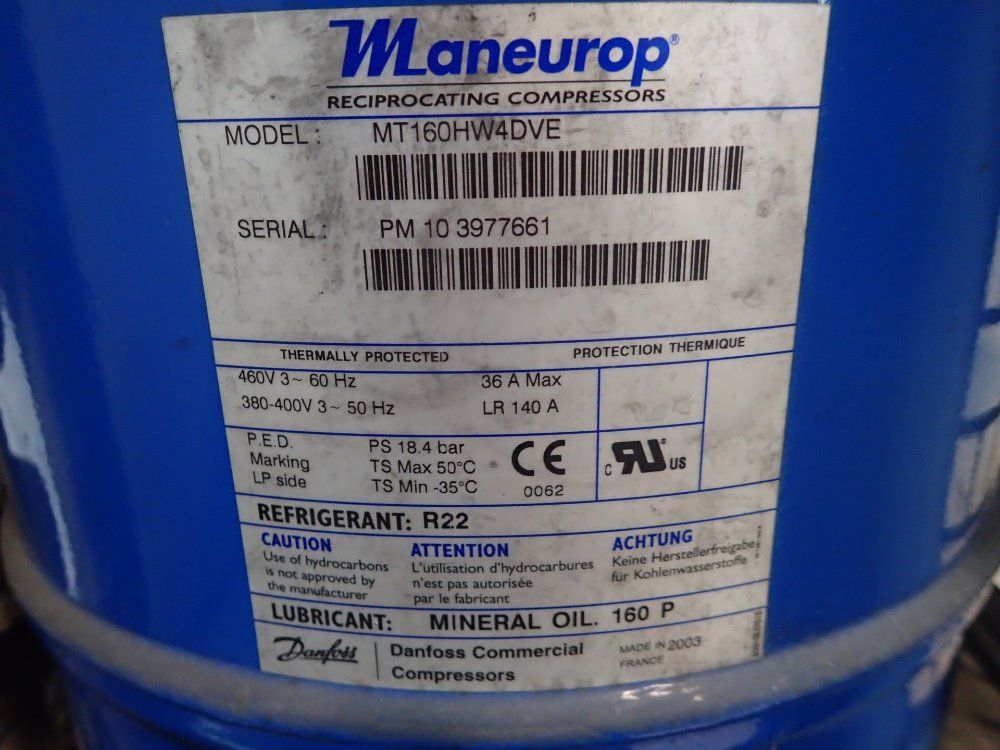 Maneurop®
RECIPROCATING COMPRESSORS
MODEL : MT160HW4DVE
SERIAL : PM 10 3977661
THERMALLY PROTECTED PROTECTION THERMIQUE
460V 3~ 60 Hz 36 A Max
380-400V 3~ 50 Hz LR 140 A
P.E.D. PS 18.4 bar
Marking TS Max 50°C
LP side TS Min -35°C
CE
0062
c RU US
REFRIGERANT: R22
CAUTION
Use of hydrocarbons
is not approved by
the manufacturer
ATTENTION
L'utilisation d'hydrocarbures
n'est pas autorisée
par le fabricant
ACHTUNG
Keine Herstellerfreigabe
für Kohlenwasserstoffe
LUBRICANT: MINERAL OIL. 160 P
Danfoss
Danfoss Commercial
Compressors
MADE IN 2003
FRANCE